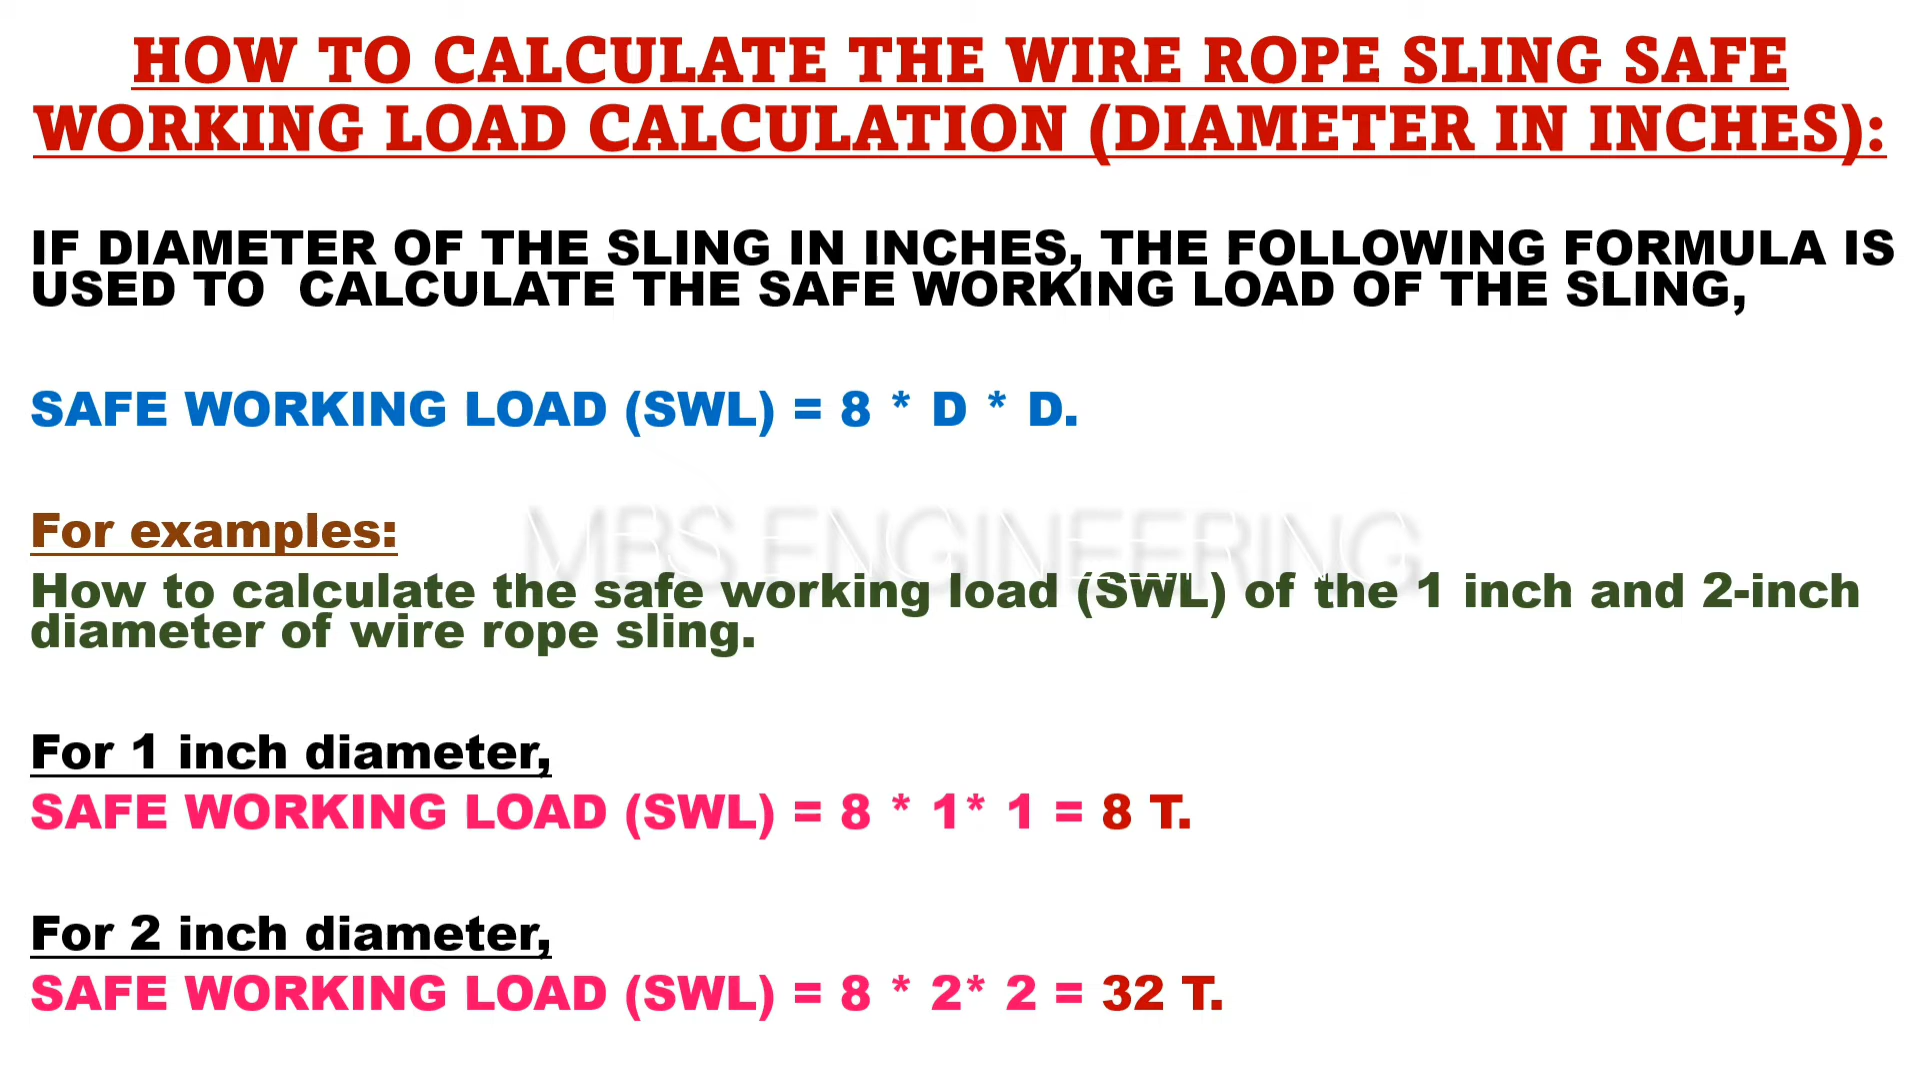 HOW TO CALCULATE THE WIRE ROPE SLING SAFE
WORKING LOAD CALCULATION (DIAMETER IN INCHES):
IF DIAMETER OF THE SLING IN INCHES, THE FOLLOWING FORMULA IS
USED TO  CALCULATE THE SAFE WORKING LOAD OF THE SLING,
SAFE WORKING LOAD (SWL) = 8 * D * D.
MBS ENGINEERING
For examples:
How to calculate the safe working load (SWL) of the 1 inch and 2-inch
diameter of wire rope sling.
For 1 inch diameter,
SAFE WORKING LOAD (SWL) = 8 * 1* 1 = 8 T.
For 2 inch diameter,
SAFE WORKING LOAD (SWL) = 8 * 2* 2 = 32 T.